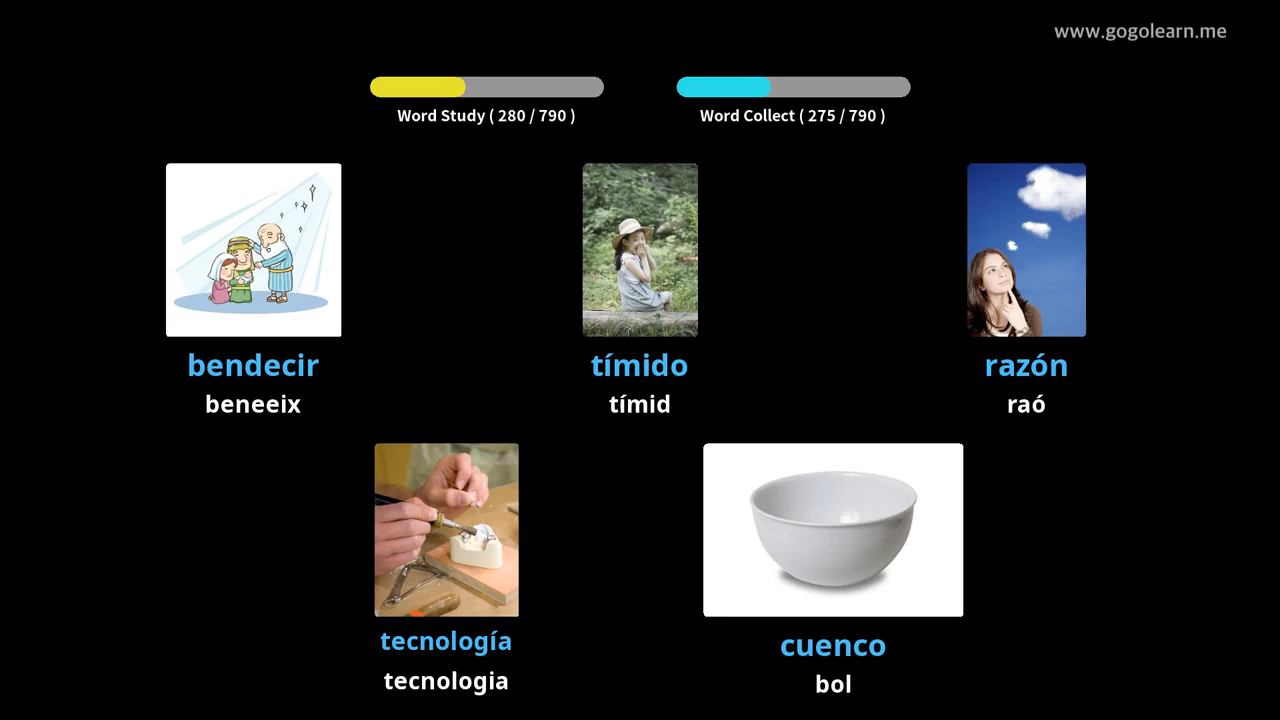 www.gogolearn.me
Word Study ( 280 / 790 )
Word Collect ( 275 / 790 )
bendecir
beneeix
tímido
tímid
razón
raó
tecnología
tecnologia
cuenco
bol